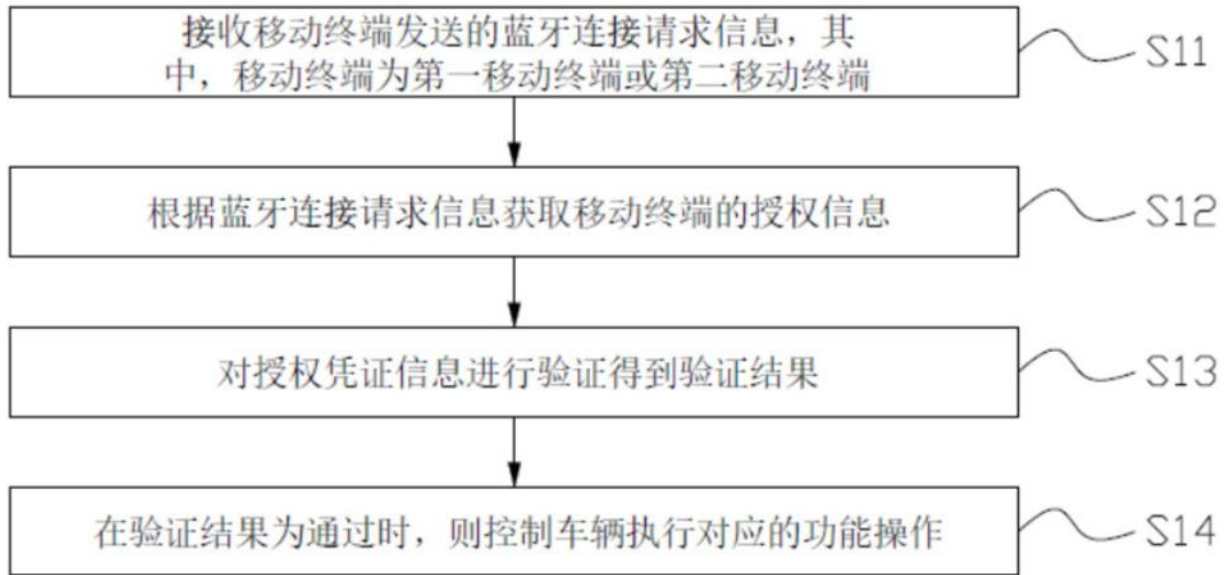 接收移动终端发送的蓝牙连接请求信息，其
中，移动终端为第一移动终端或第二移动终端
S11
根据蓝牙连接请求信息获取移动终端的授权信息
S12
对授权凭证信息进行验证得到验证结果
S13
在验证结果为通过时，则控制车辆执行对应的功能操作
S14